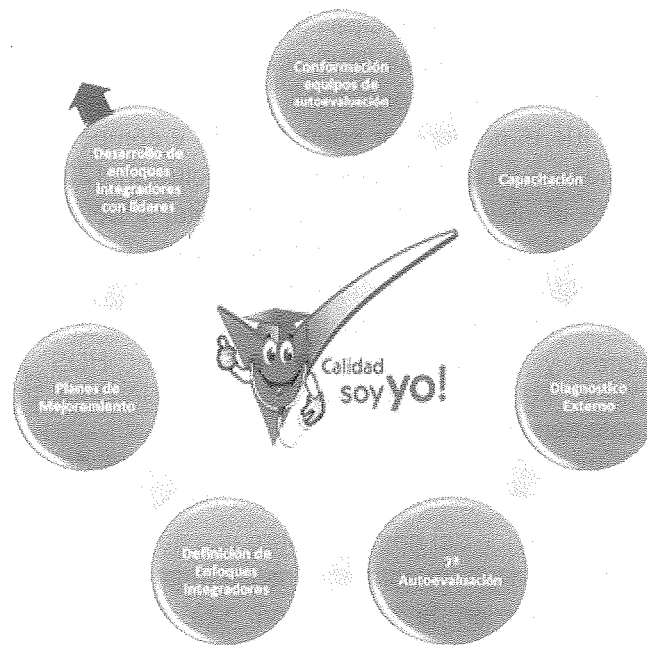 Conformación
equipos de
autoevaluación
Capacitación
Diagnostico
Externo
7ª
Autoevaluación
Definición de
Enfoques
Integradores
Planes de
Mejoramiento
Desarrollo de
enfoques
integradores
con líderes
Calidad
soy yo!